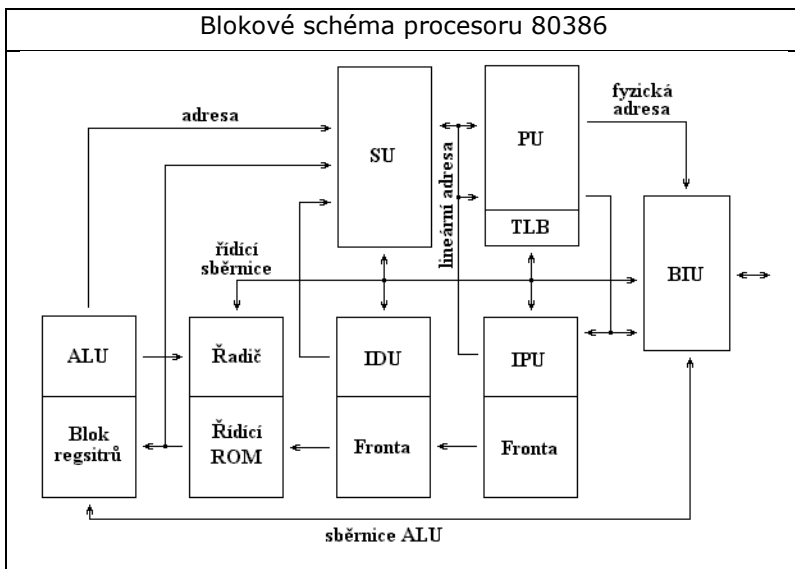 Blokové schéma procesoru 80386
adresa
SU
lineární adresa
PU
TLB
fyzická
adresa
BIU
řídící
sběrnice
ALU
Blok
regsitrů
Řadič
Řídící
ROM
IDU
Fronta
IPU
Fronta
sběrnice ALU